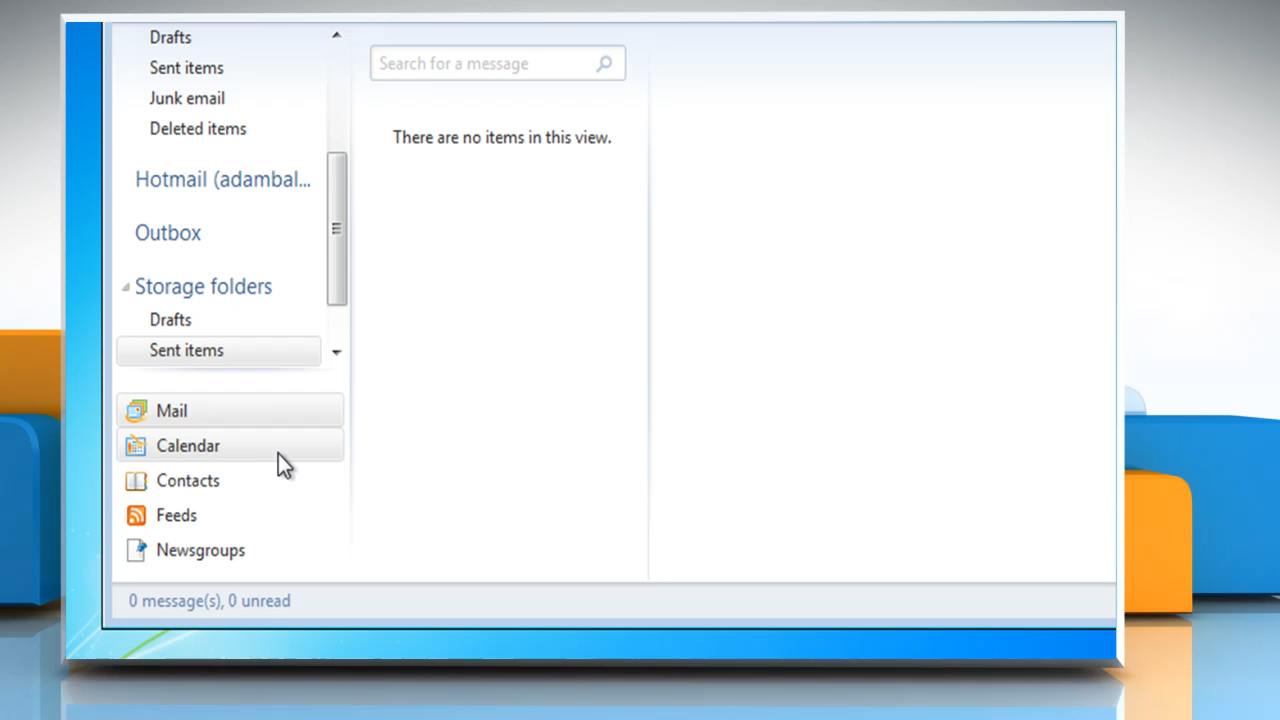 Drafts
Sent items
Junk email
Deleted items
Hotmail (adambal...
Outbox
Storage folders
Drafts
Sent items
Mail
Calendar
Contacts
Feeds
Newsgroups
Search for a message
There are no items in this view.
0 message(s), 0 unread